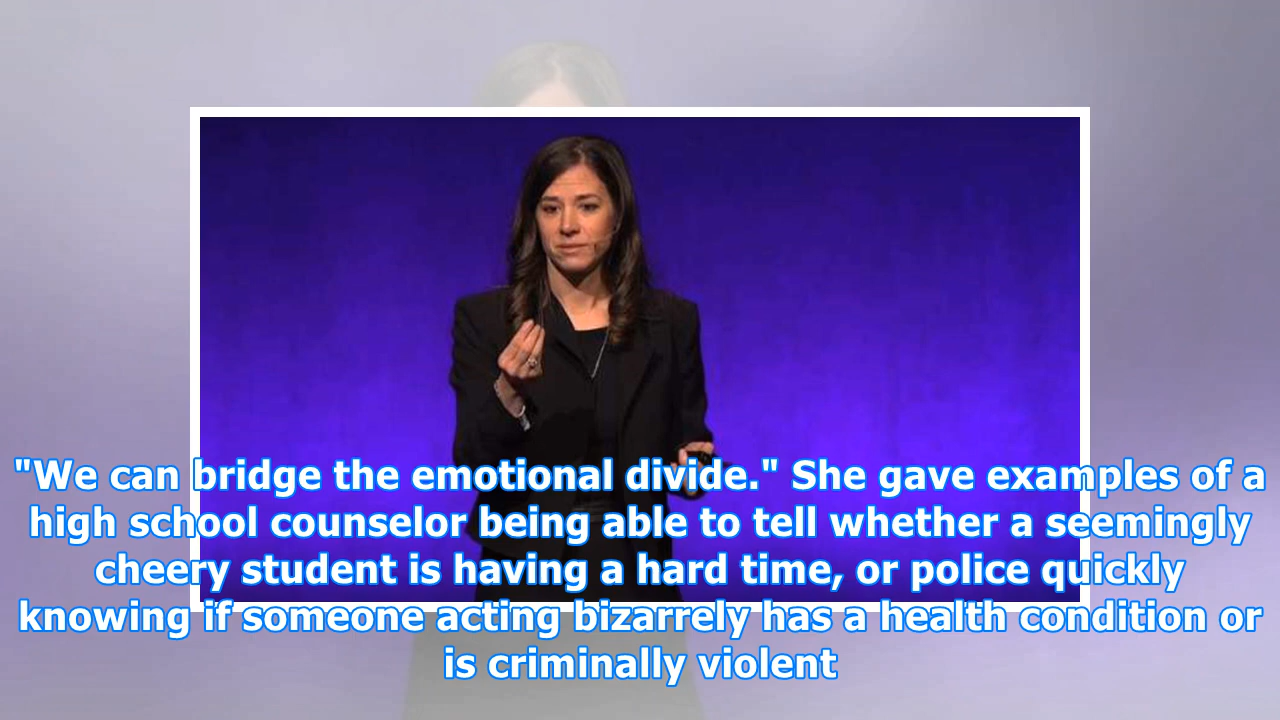 "We can bridge the emotional divide." She gave examples of a
high school counselor being able to tell whether a seemingly
cheery student is having a hard time, or police quickly
knowing if someone acting bizarrely has a health condition or
is criminally violent